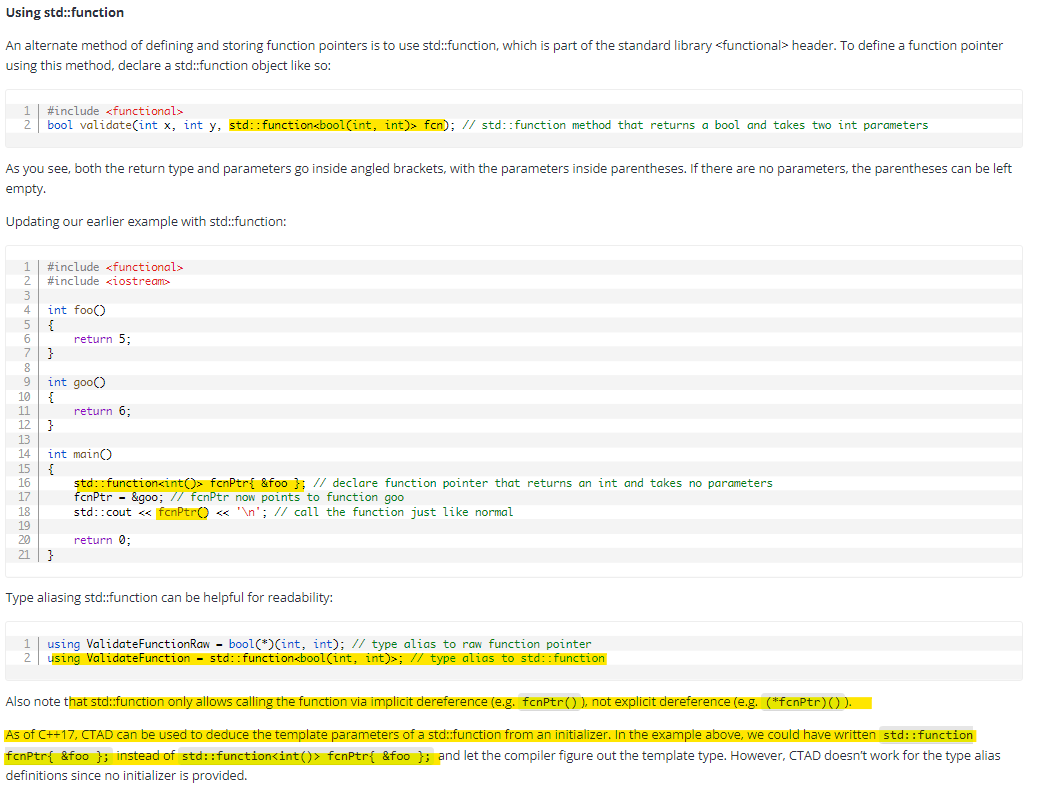 Using std::function
An alternate method of defining and storing function pointers is to use std::function, which is part of the standard library <functional> header. To define a function pointer
using this method, declare a std::function object like so:
1 #include <functional>
2 bool validate(int x, int y, std::function<bool(int, int)> fcn); // std::function method that returns a bool and takes two int parameters
As you see, both the return type and parameters go inside angled brackets, with the parameters inside parentheses. If there are no parameters, the parentheses can be left
empty.
Updating our earlier example with std::function:
1 #include <functional>
2 #include <iostream>
3
4 int foo()
5 {
6     return 5;
7 }
8
9 int goo()
10 {
11     return 6;
12 }
13
14 int main()
15 {
16     std::function<int()> fcnPtr{ &foo }; // declare function pointer that returns an int and takes no parameters
17     fcnPtr = &goo; // fcnPtr now points to function goo
18     std::cout << fcnPtr() << '\n'; // call the function just like normal
19
20     return 0;
21 }
Type aliasing std::function can be helpful for readability:
1 using ValidateFunctionRaw = bool(*)(int, int); // type alias to raw function pointer
2 using ValidateFunction = std::function<bool(int, int)>; // type alias to std::function
Also note that std::function only allows calling the function via implicit dereference (e.g. fcnPtr() ), not explicit dereference (e.g. (*fcnPtr)() ).
As of C++17, CTAD can be used to deduce the template parameters of a std::function from an initializer. In the example above, we could have written std::function
fcnPtr{ &foo }; instead of std::function<int()> fcnPtr{ &foo }; and let the compiler figure out the template type. However, CTAD doesn't work for the type alias
definitions since no initializer is provided.